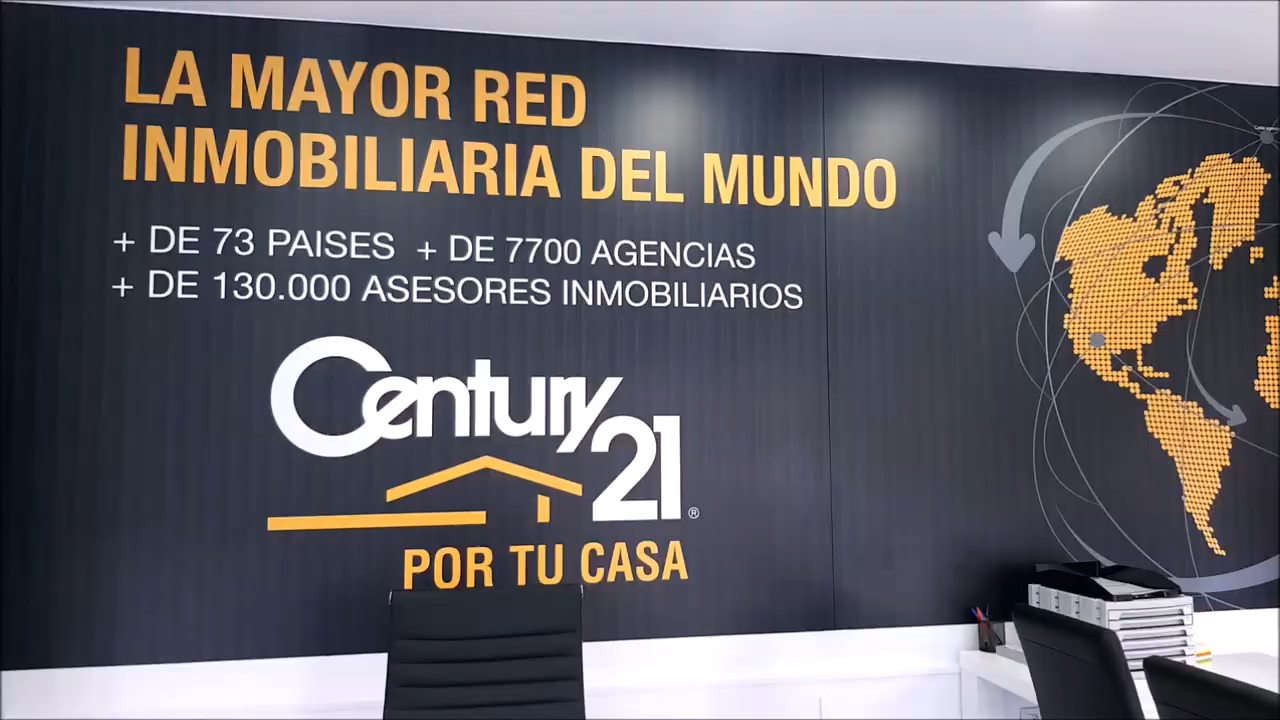 LA MAYOR RED
INMOBILIARIA DEL MUNDO
+ DE 73 PAISES + DE 7700 AGENCIAS
+ DE 130.000 ASESORES INMOBILIARIOS
Century
21®
POR TU CASA